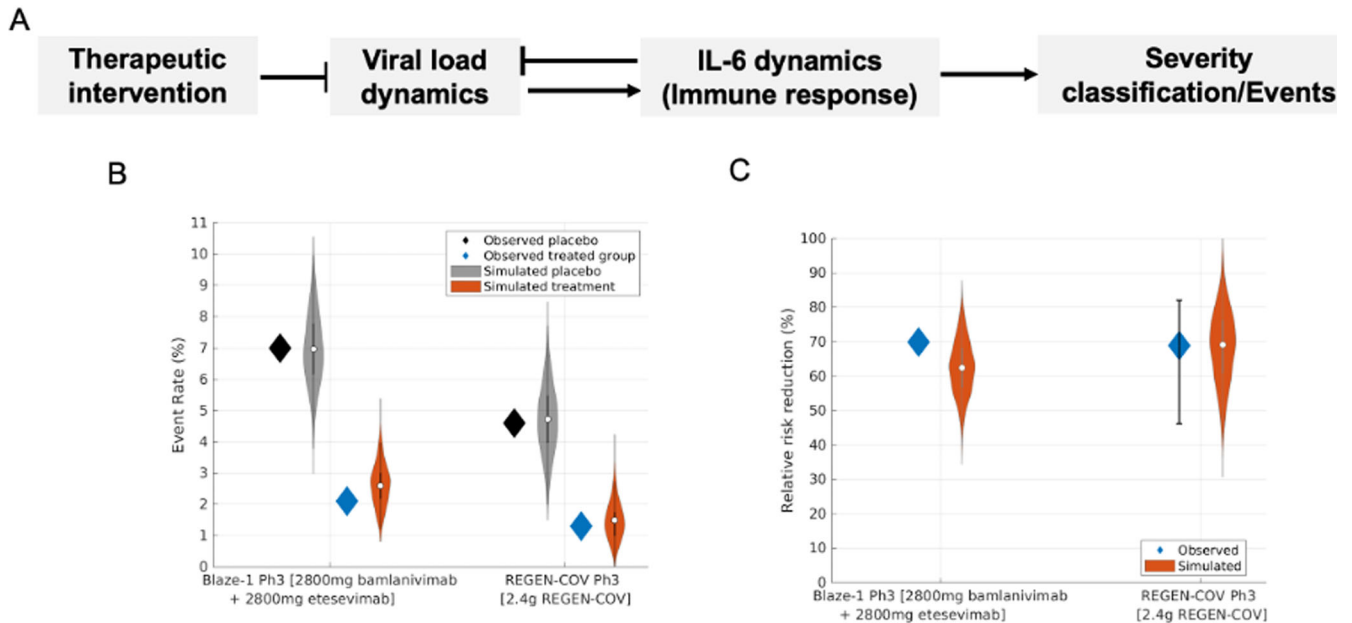 A
Therapeutic
intervention
Viral load
dynamics
IL-6 dynamics
(Immune response)
Severity
classification/Events
B
Event Rate (%)
11
10
9
8
7
6
5
4
3
2
1
0
Observed placebo
Observed treated group
Simulated placebo
Simulated treatment
Blaze-1 Ph3 [2800mg bamlanivimab
+ 2800mg etesevimab]
REGEN-COV Ph3
[2.4g REGEN-COV]
C
Relative risk reduction (%)
100
90
80
70
60
50
40
30
20
10
0
Observed
Simulated
Blaze-1 Ph3 [2800mg bamlanivimab
+ 2800mg etesevimab]
REGEN-COV Ph3
[2.4g REGEN-COV]